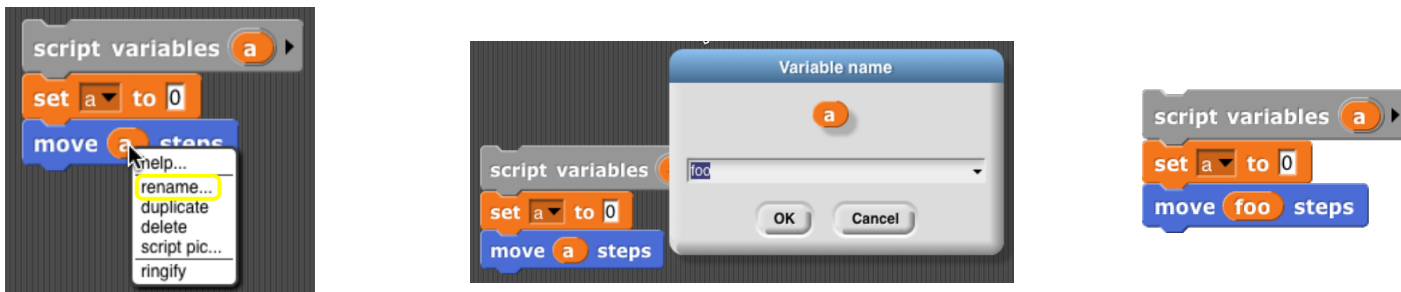 script variables a
set a to 0
move a steps
help...
rename...
duplicate
delete
script pic...
ringify
Variable name
a
foo
OK Cancel
script variables
set a to 0
move a steps
script variables a
set a to 0
move foo steps